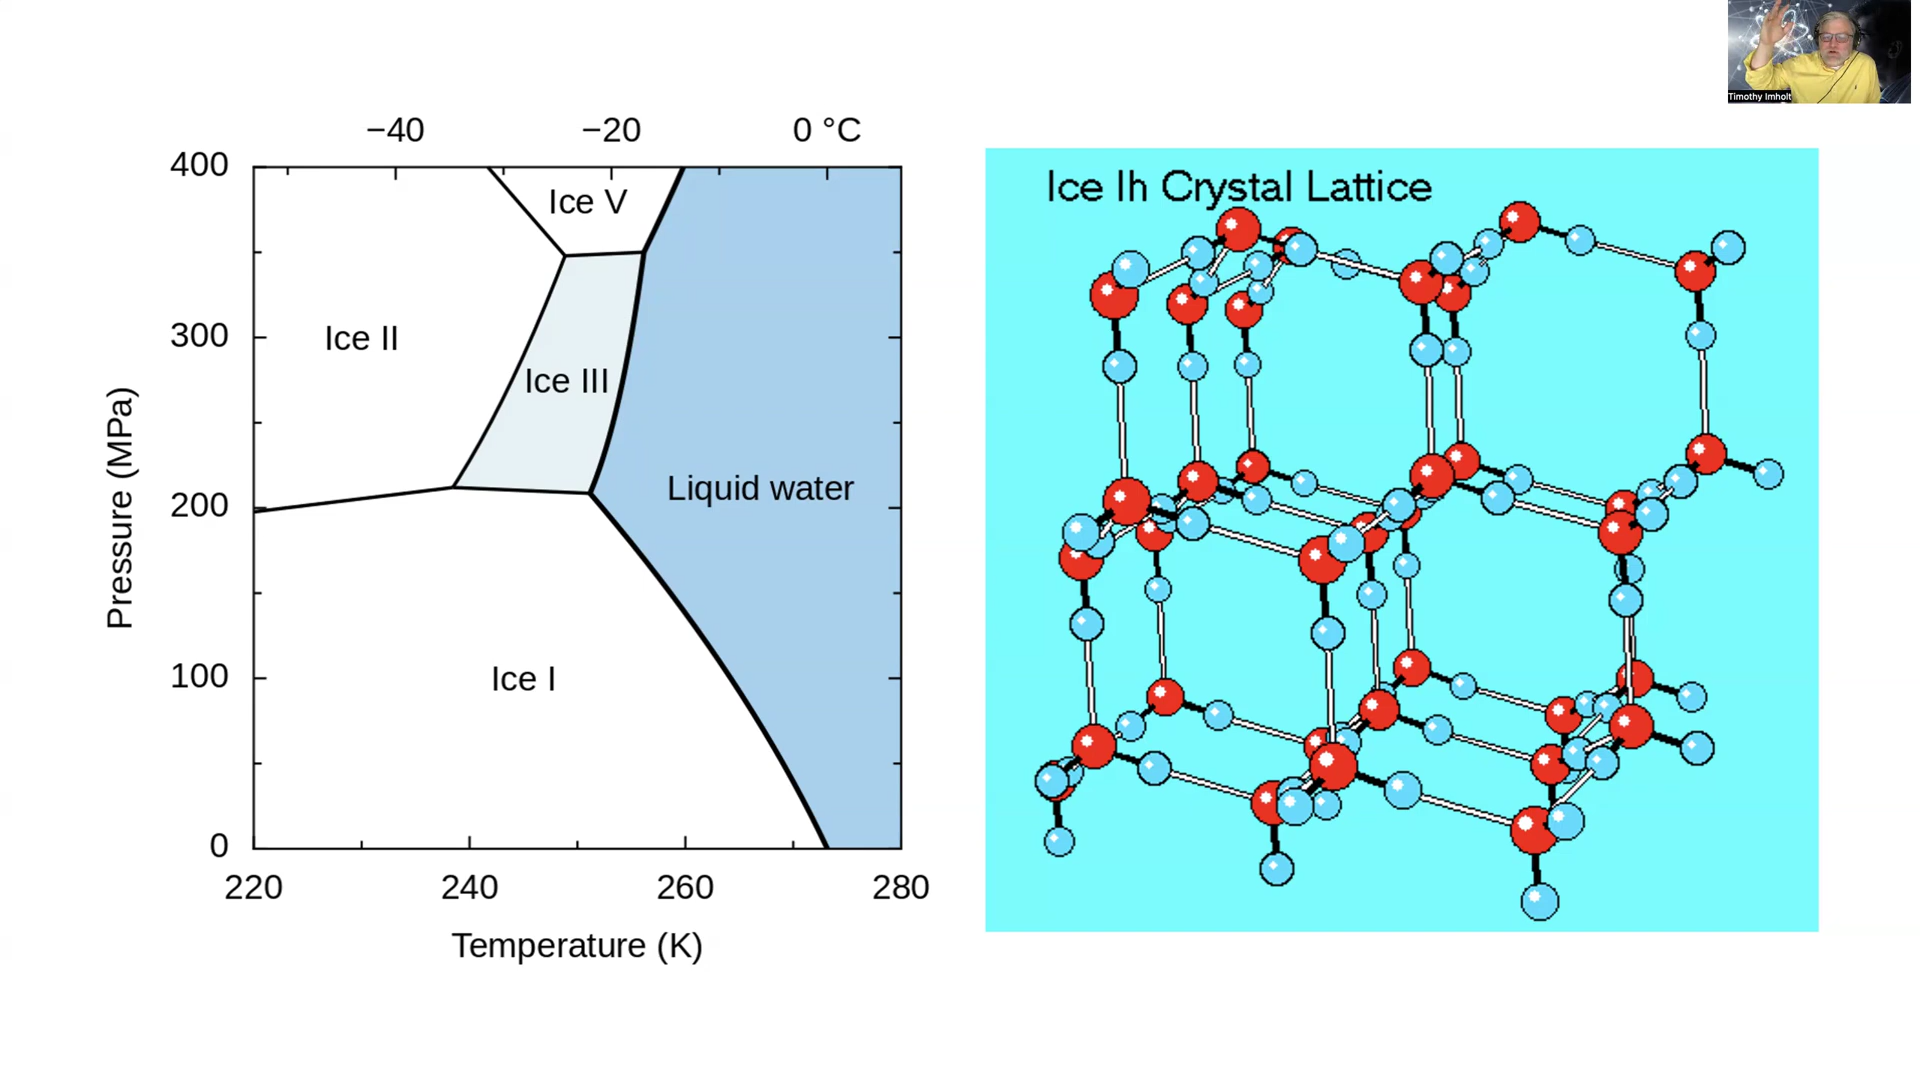 Timothy Imholt
−40
−20
0 °C
400
300
200
100
0
Pressure (MPa)
Ice V
Ice II
Ice III
Liquid water
Ice I
220
240
260
280
Temperature (K)
Ice Ih Crystal Lattice